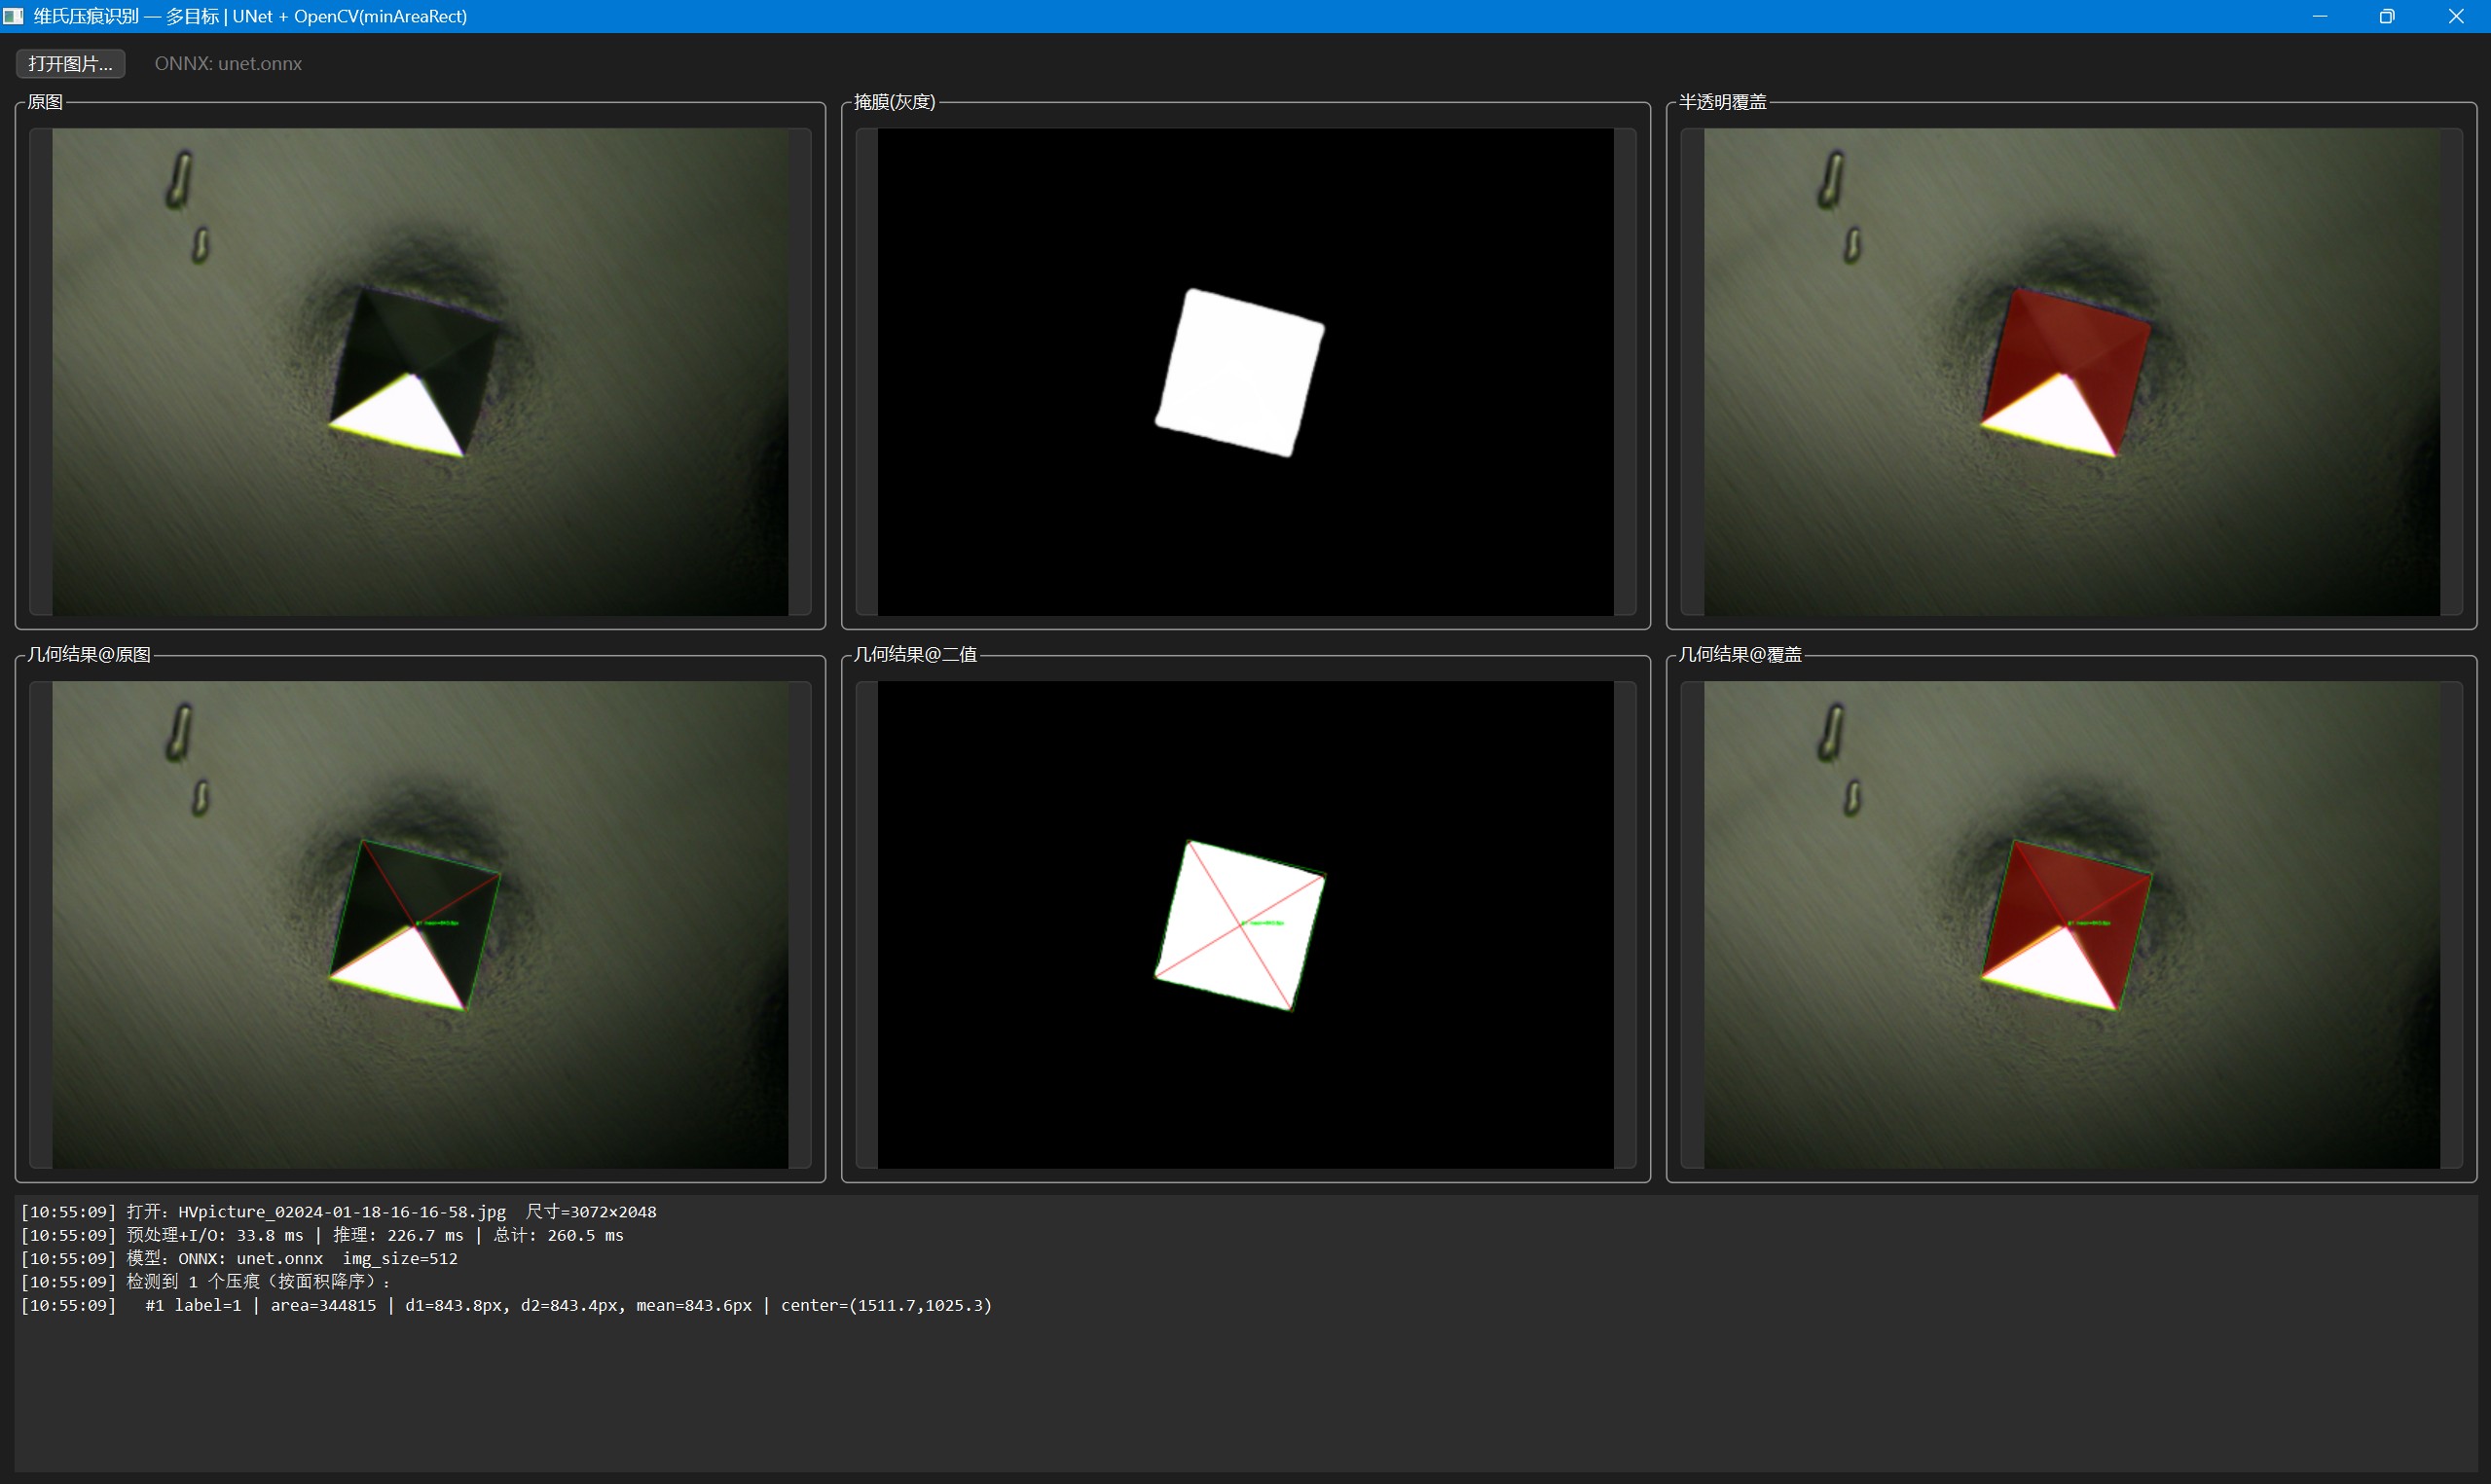 维氏压痕识别 — 多目标 | UNet + OpenCV(minAreaRect)
打开图片... ONNX: unet.onnx
原图
掩膜(灰度)
半透明覆盖
几何结果@原图
几何结果@二值
几何结果@覆盖
[10:55:09] 打开: HVpicture_02024-01-18-16-16-58.jpg 尺寸=3072×2048
[10:55:09] 预处理+I/O: 33.8 ms | 推理: 226.7 ms | 总计: 260.5 ms
[10:55:09] 模型: ONNX: unet.onnx img_size=512
[10:55:09] 检测到 1 个压痕（按面积降序）:
[10:55:09] #1 label=1 | area=344815 | d1=843.8px, d2=843.4px, mean=843.6px | center=(1511.7,1025.3)